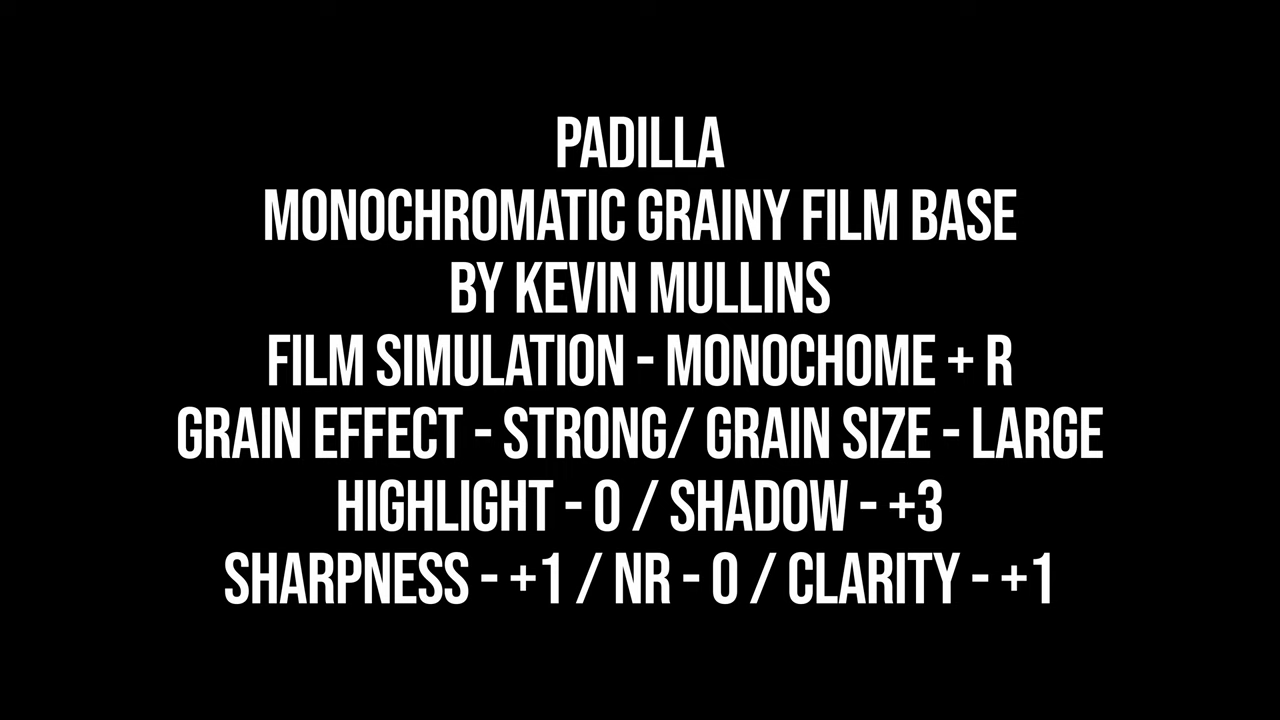 PADILLA
MONOCHROMATIC GRAINY FILM BASE
BY KEVIN MULLINS
FILM SIMULATION - MONOCHOME + R
GRAIN EFFECT - STRONG/ GRAIN SIZE - LARGE
HIGHLIGHT - 0 / SHADOW - +3
SHARPNESS - +1 / NR - 0 / CLARITY - +1